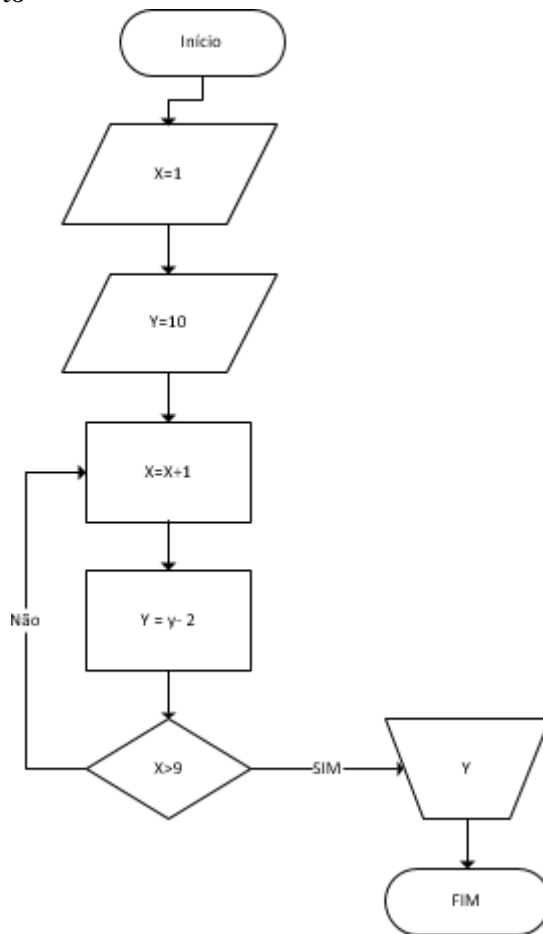 Início
X=1
Y=10
X=X+1
Y = y- 2
Não
X>9
SIM
Y
FIM